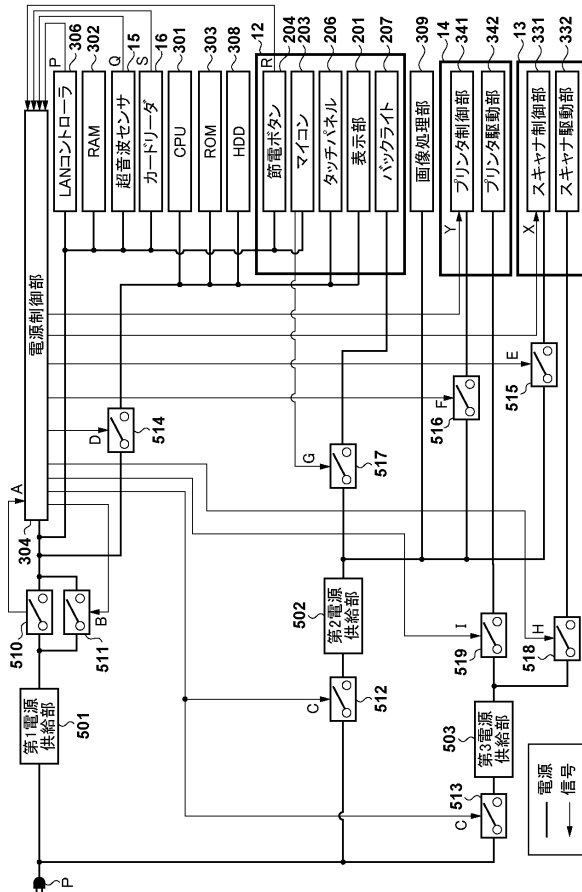 P
第1電源供給部
501
510
511
A
B
304
電源制御部
P
Q
S
R
LANコントローラ
306
RAM
302
超音波センサ
15
カードリーダ
16
CPU
301
ROM
303
HDD
308
12
節電ボタン
204
マイコン
203
タッチパネル
206
表示部
201
バックライト
207
画像処理部
309
14
プリンタ制御部
341
プリンタ駆動部
342
13
スキャナ制御部
331
スキャナ駆動部
332
Y
X
D
514
G
517
F
516
E
515
第2電源供給部
502
C
512
I
519
H
518
第3電源供給部
503
C
513
電源
信号